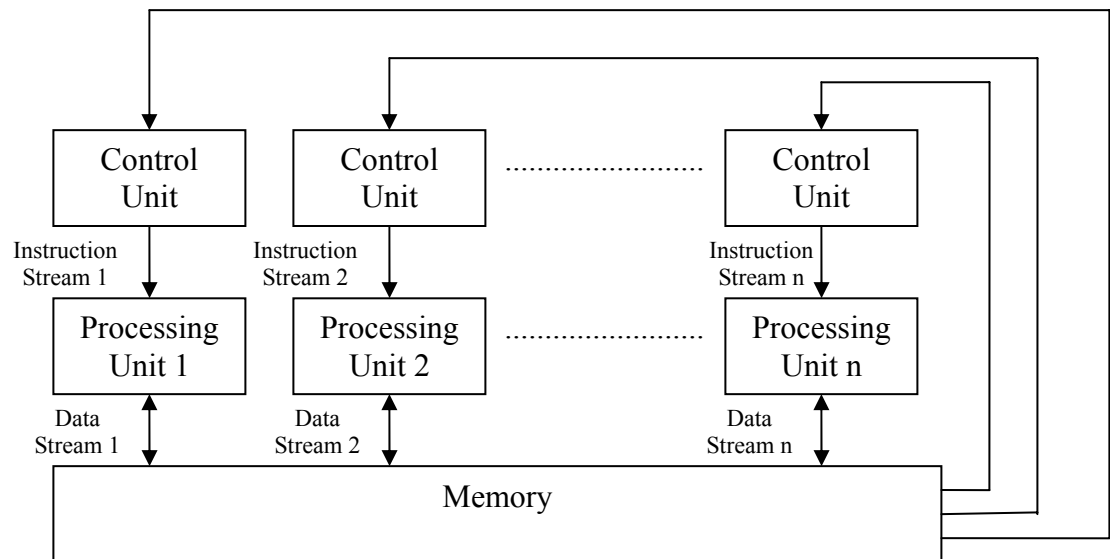 Control
Unit
Control
Unit
........................
Control
Unit
Instruction
Stream 1
Instruction
Stream 2
Instruction
Stream n
Processing
Unit 1
Processing
Unit 2
........................
Processing
Unit n
Data
Stream 1
Data
Stream 2
Data
Stream n
Memory